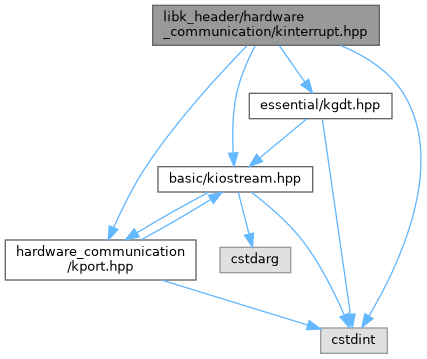 libk_header/hardware
_communication/kinterrupt.hpp
essential/kgdt.hpp
basic/kiostream.hpp
hardware_communication
/kport.hpp
cstdarg
cstdint